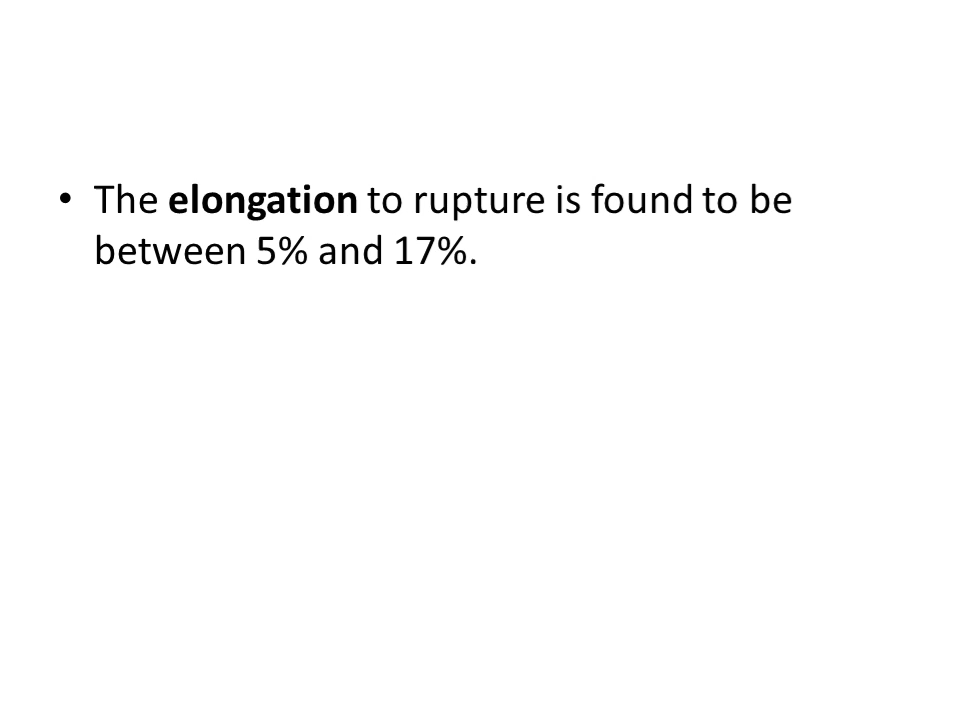 • The elongation to rupture is found to be
between 5% and 17%.